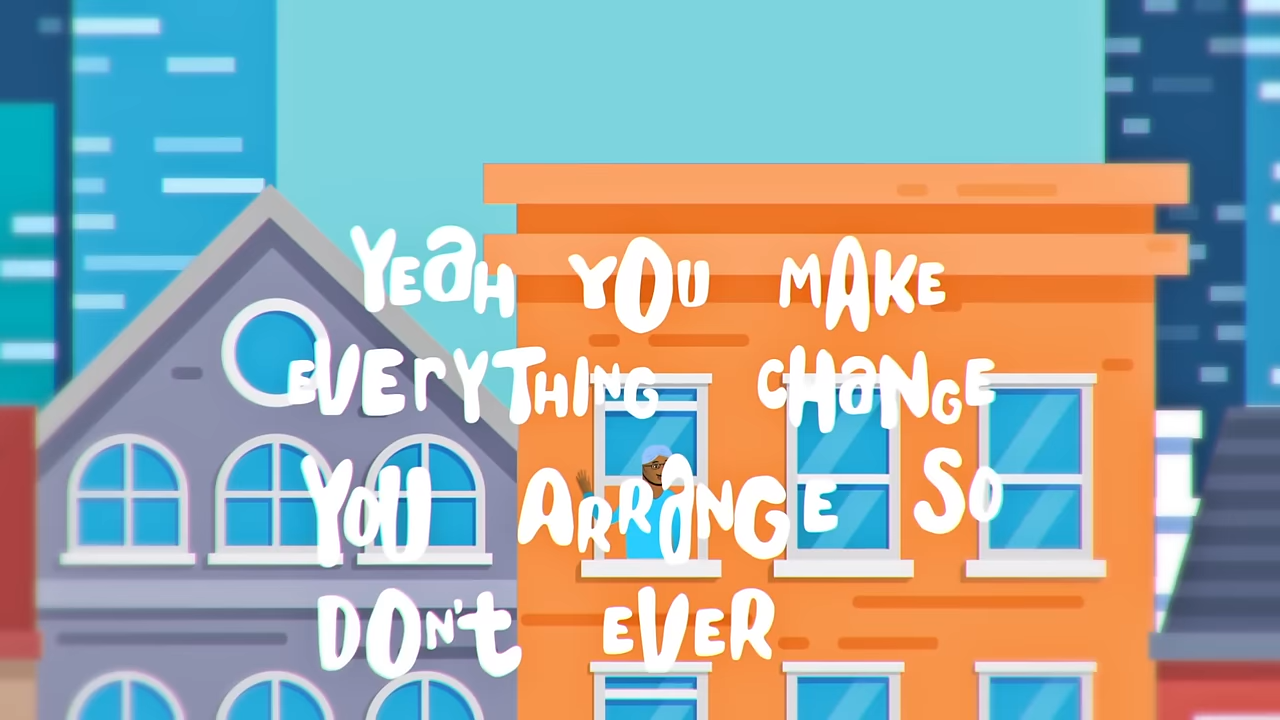 Yeah you make
everything change
You arrange so
don't ever